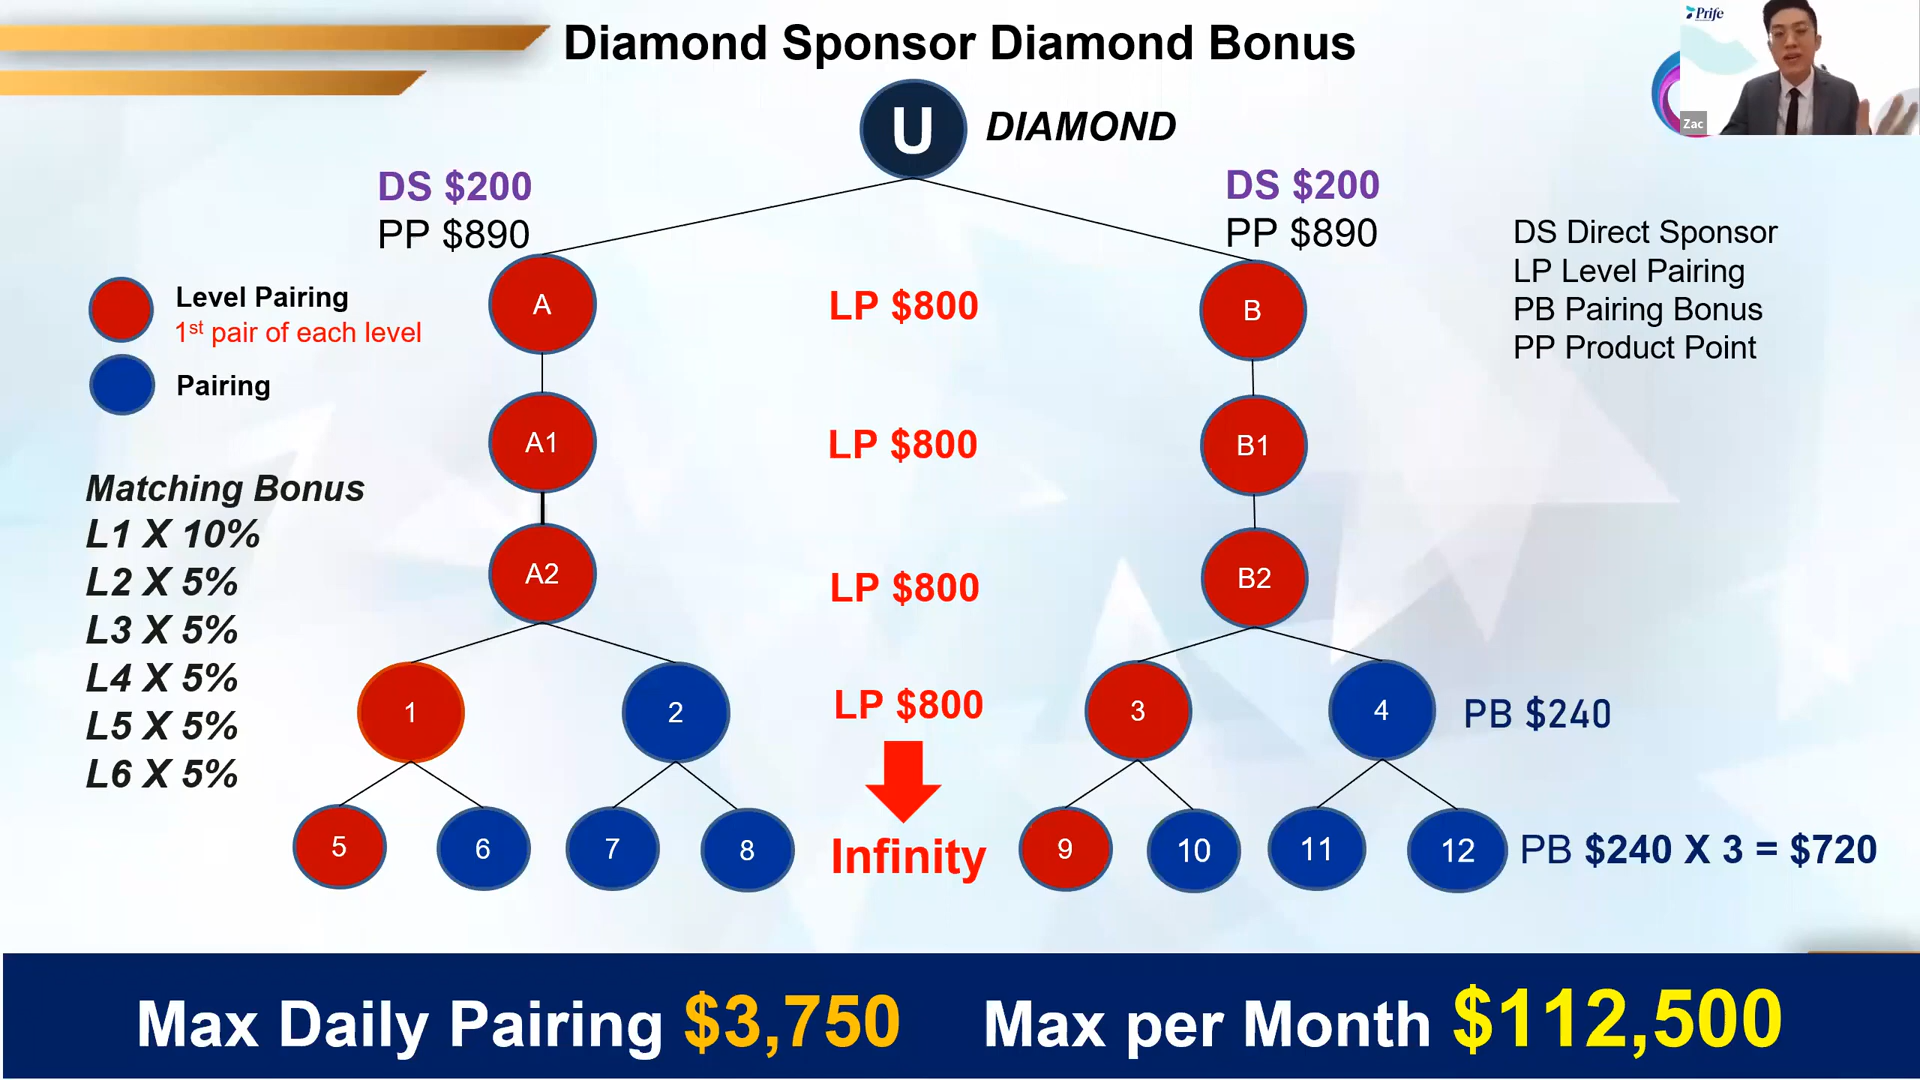 Diamond Sponsor Diamond Bonus
Prife
Zac
U
DIAMOND
DS $200
PP $890
DS $200
PP $890
DS Direct Sponsor
LP Level Pairing
PB Pairing Bonus
PP Product Point
Level Pairing
1st pair of each level
Pairing
A
LP $800
B
A1
LP $800
B1
Matching Bonus
L1 X 10%
L2 X 5%
L3 X 5%
L4 X 5%
L5 X 5%
L6 X 5%
A2
LP $800
B2
1
2
LP $800
3
4
PB $240
5
6
7
8
Infinity
9
10
11
12
PB $240 X 3 = $720
Max Daily Pairing $3,750
Max per Month $112,500